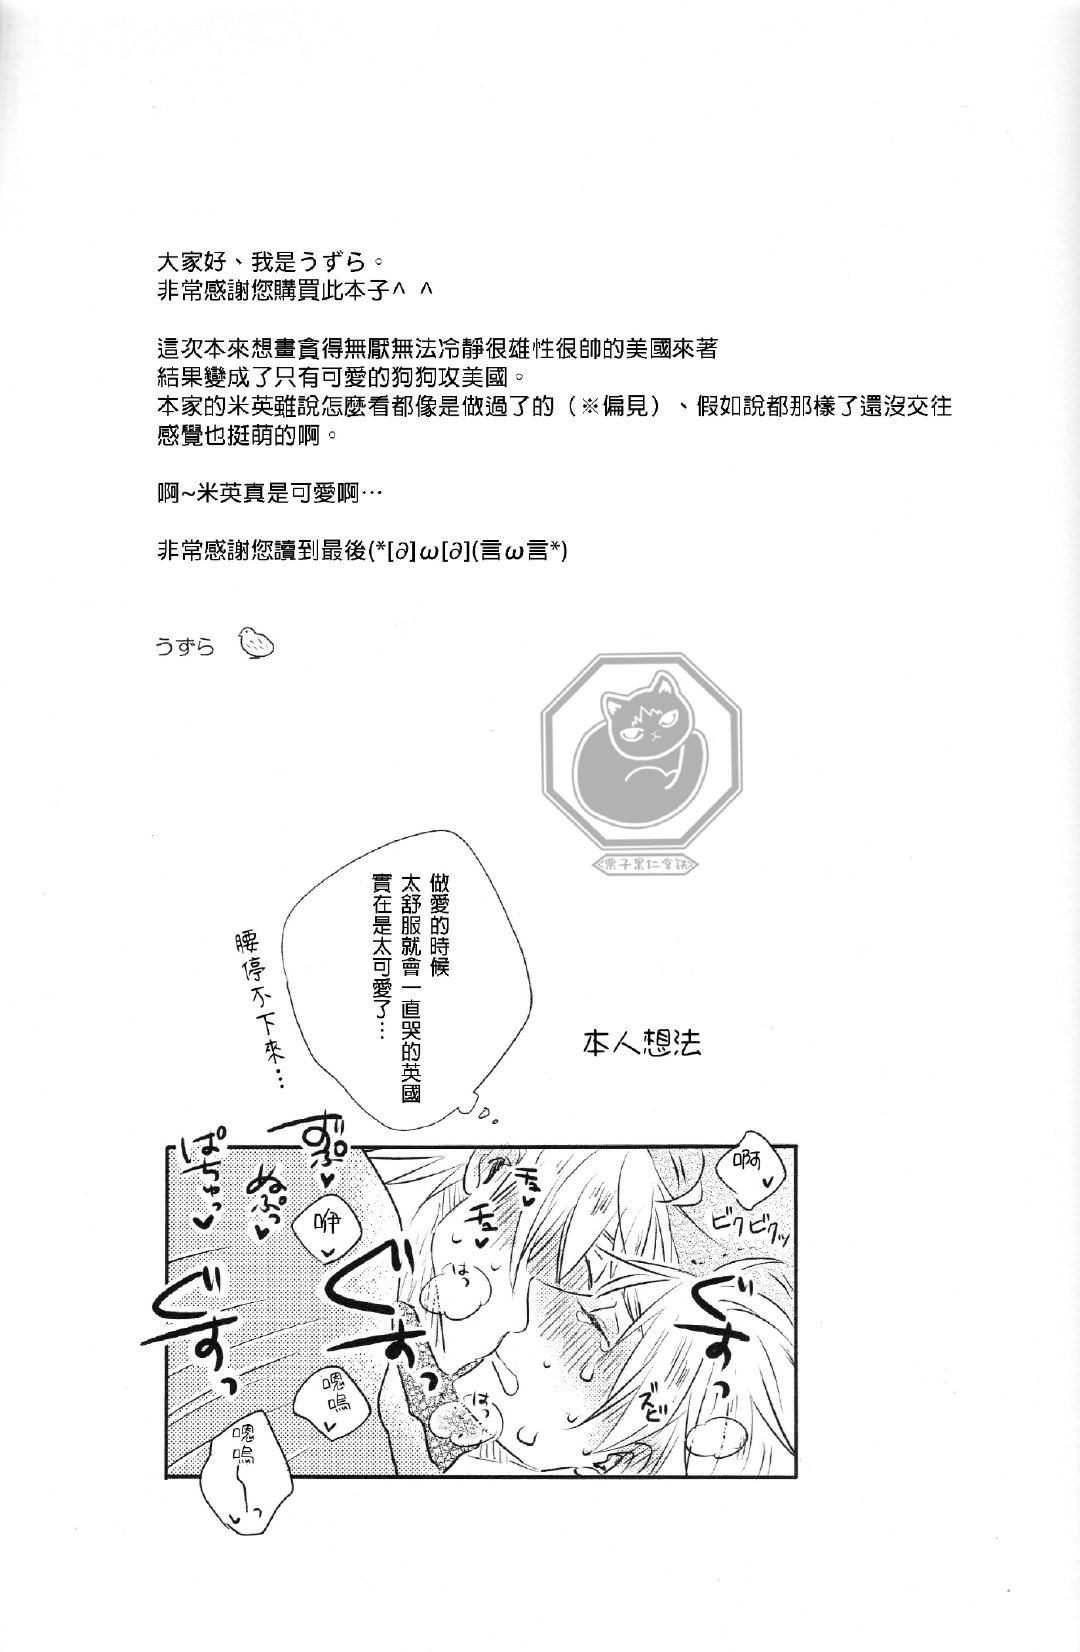 大家好、我是うずら。
非常感謝您購買此本子^ ^
這次本來想畫貪得無厭無法冷靜很雄性很帥的美國來著
結果變成了只有可愛的狗狗攻美國。
本家的米英雖說怎麼看都像是做過了的（※偏見）、假如說都那樣了還沒交往
感覺也挺萌的啊。
啊~米英真是可愛啊…
非常感謝您讀到最後(*[∂]ω[∂](言ω言*)
うずら
栗子黑仁拿鐵
做愛的時候
太舒服就會一直哭的英國
實在是太可愛了…
腰停不下來…
本人想法
啊♥
ビクビクッ
チュ♥
チュ♥
ずぷ♥
ぱちゅっ♥
ぬぷっ♥
咿♥
はっ
ぐすっ
ぐすっ
ぐすっ
はっ
ズビ
嗯嗚
嗯嗚ーっ